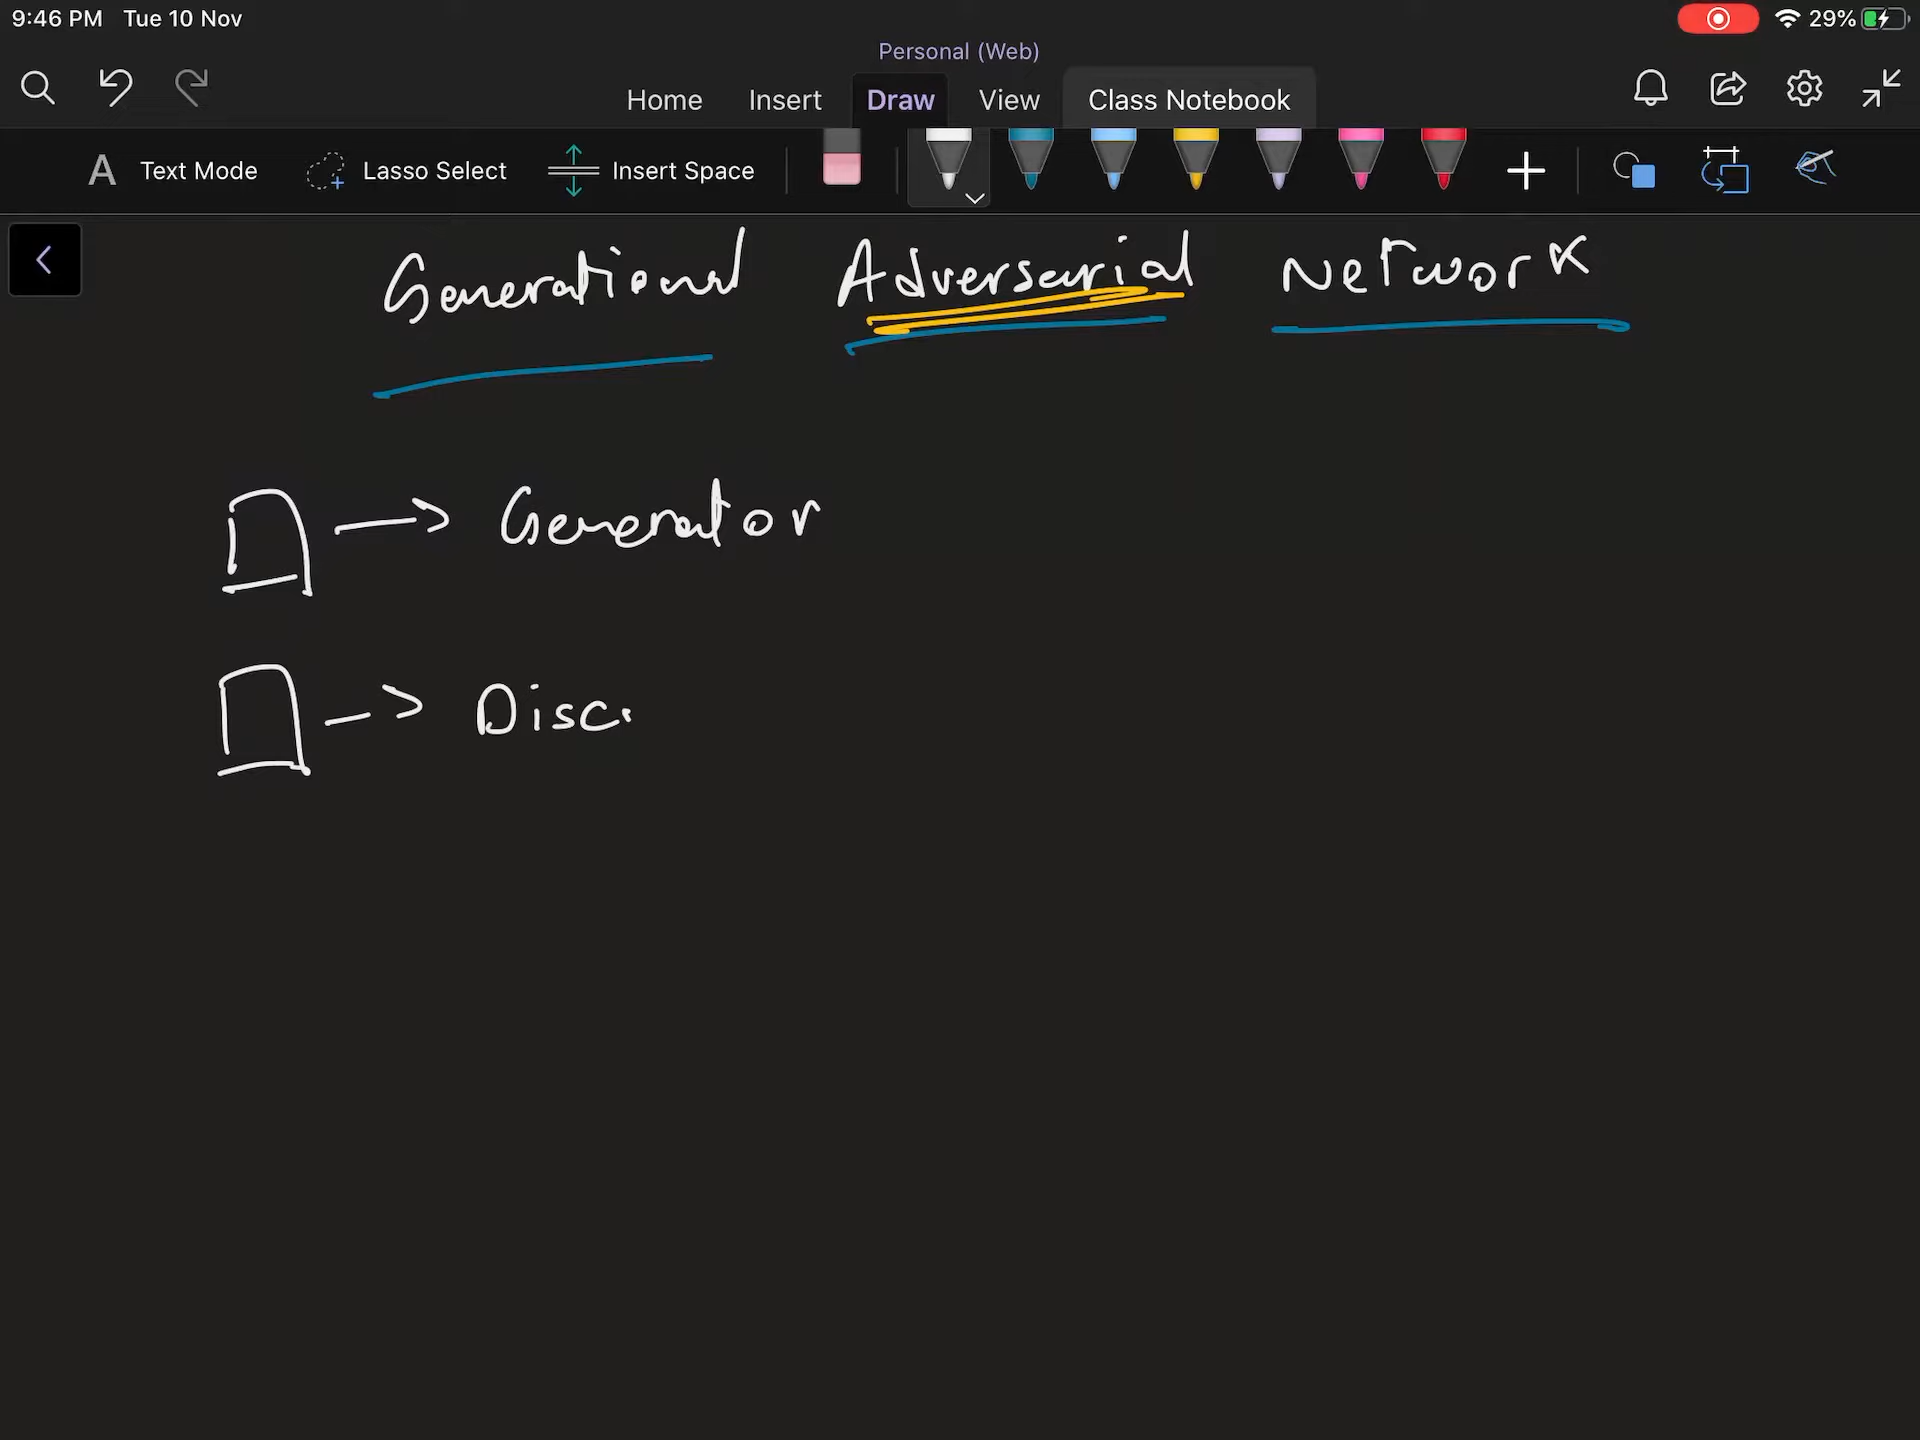 9:46 PM Tue 10 Nov 29%
Personal (Web)
Home Insert Draw View Class Notebook
A Text Mode Lasso Select Insert Space
Generational Adversarial Network
Generator
Disc